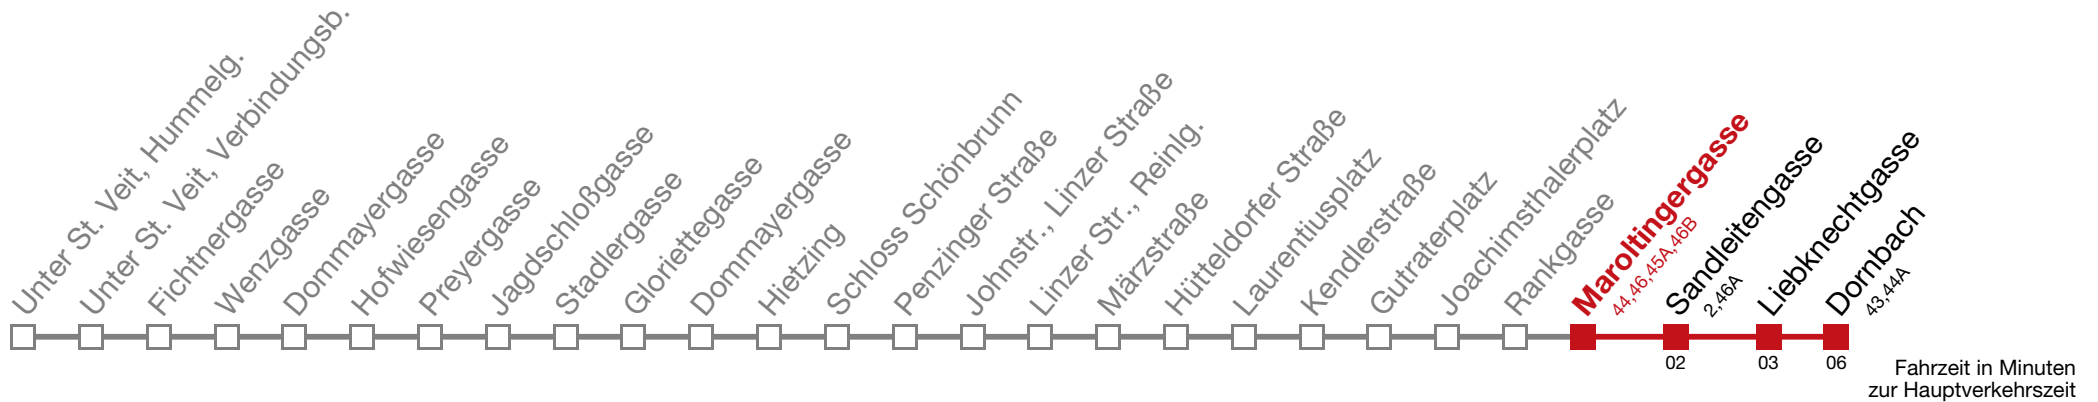 Unter St. Veit, Hummelg.
Unter St. Veit, Verbindungsb.
Fichtnergasse
Wenzgasse
Dommayergasse
Hofwiesengasse
Preyergasse
Jagdschloßgasse
Stadlergasse
Gloriettegasse
Dommayergasse
Hietzing
Schloss Schönbrunn
Penzinger Straße
Johnstr., Linzer Straße
Linzer Str., Reinlg.
Märzstraße
Hütteldorfer Straße
Laurentiusplatz
Kendlerstraße
Gutraterplatz
Joachimsthalerplatz
Rankgasse
Maroltingergasse
44,46,45A,46B
Sandleitengasse
2,46A
Liebknechtgasse
Dornbach
43,44A
02
03
06
Fahrzeit in Minuten
zur Hauptverkehrszeit